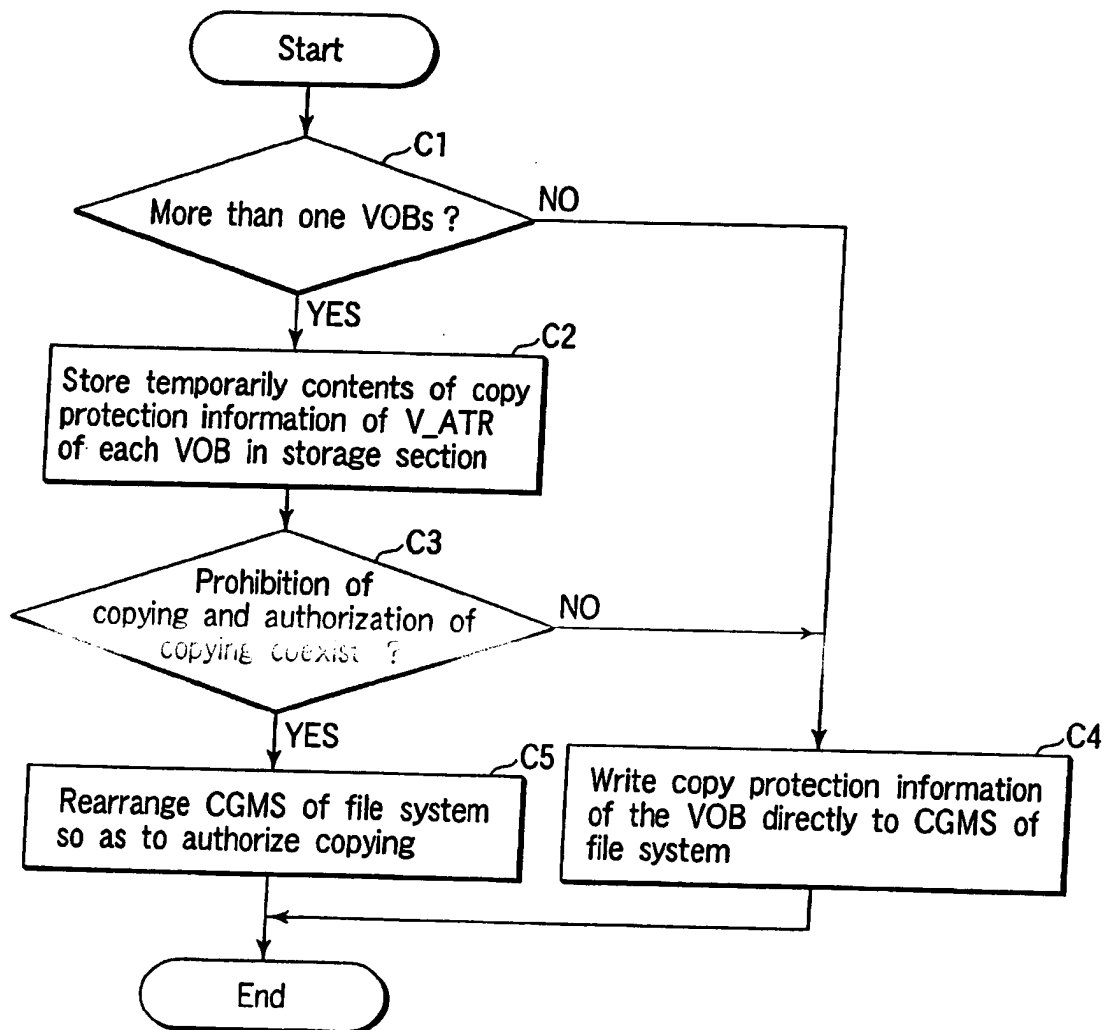 Start
C1
More than one VOBs ?
NO
YES
C2
Store temporarily contents of copy
protection information of V_ATR
of each VOB in storage section
C3
Prohibition of
copying and authorization of
copying coexist ?
NO
YES
C5
Rearrange CGMS of file system
so as to authorize copying
C4
Write copy protection information
of the VOB directly to CGMS of
file system
End